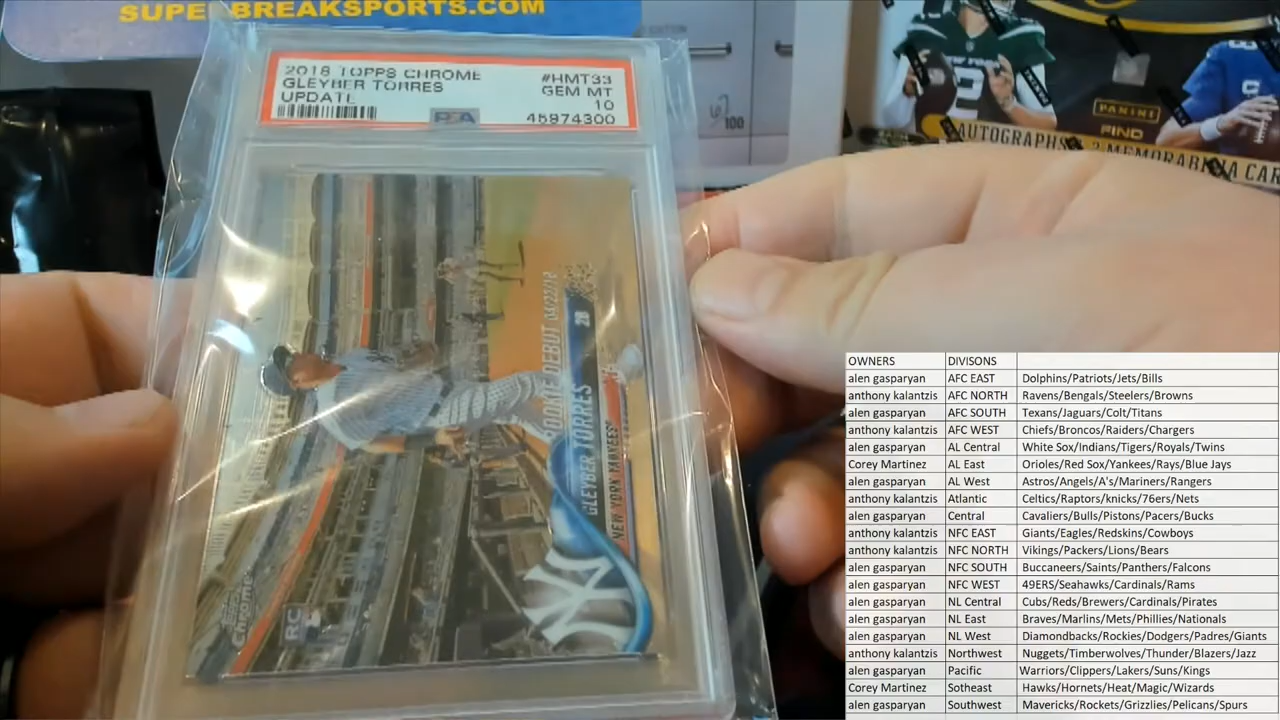 SUPERBREAKSPORTS.COM
2018 TOPPS CHROME
GLEYBER TORRES
UPDATE
#HMT33
GEM MT
10
PSA
45974300
100
2
PANINI
FIND
AUTOGRAPHS
2 MEMORABILIA CAR
ROOKIE DEBUT
GLEYBER TORRES
2B
NEW YORK YANKEES
NY
RC
Chrome
OWNERS DIVISONS
alen gasparyan AFC EAST Dolphins/Patriots/Jets/Bills
anthony kalantzis AFC NORTH Ravens/Bengals/Steelers/Browns
alen gasparyan AFC SOUTH Texans/Jaguars/Colt/Titans
anthony kalantzis AFC WEST Chiefs/Broncos/Raiders/Chargers
alen gasparyan AL Central White Sox/Indians/Tigers/Royals/Twins
Corey Martinez AL East Orioles/Red Sox/Yankees/Rays/Blue Jays
alen gasparyan AL West Astros/Angels/A's/Mariners/Rangers
anthony kalantzis Atlantic Celtics/Raptors/knicks/76ers/Nets
alen gasparyan Central Cavaliers/Bulls/Pistons/Pacers/Bucks
anthony kalantzis NFC EAST Giants/Eagles/Redskins/Cowboys
anthony kalantzis NFC NORTH Vikings/Packers/Lions/Bears
alen gasparyan NFC SOUTH Buccaneers/Saints/Panthers/Falcons
alen gasparyan NFC WEST 49ERS/Seahawks/Cardinals/Rams
alen gasparyan NL Central Cubs/Reds/Brewers/Cardinals/Pirates
alen gasparyan NL East Braves/Marlins/Mets/Phillies/Nationals
alen gasparyan NL West Diamondbacks/Rockies/Dodgers/Padres/Giants
anthony kalantzis Northwest Nuggets/Timberwolves/Thunder/Blazers/Jazz
alen gasparyan Pacific Warriors/Clippers/Lakers/Suns/Kings
Corey Martinez Sotheast Hawks/Hornets/Heat/Magic/Wizards
alen gasparyan Southwest Mavericks/Rockets/Grizzlies/Pelicans/Spurs